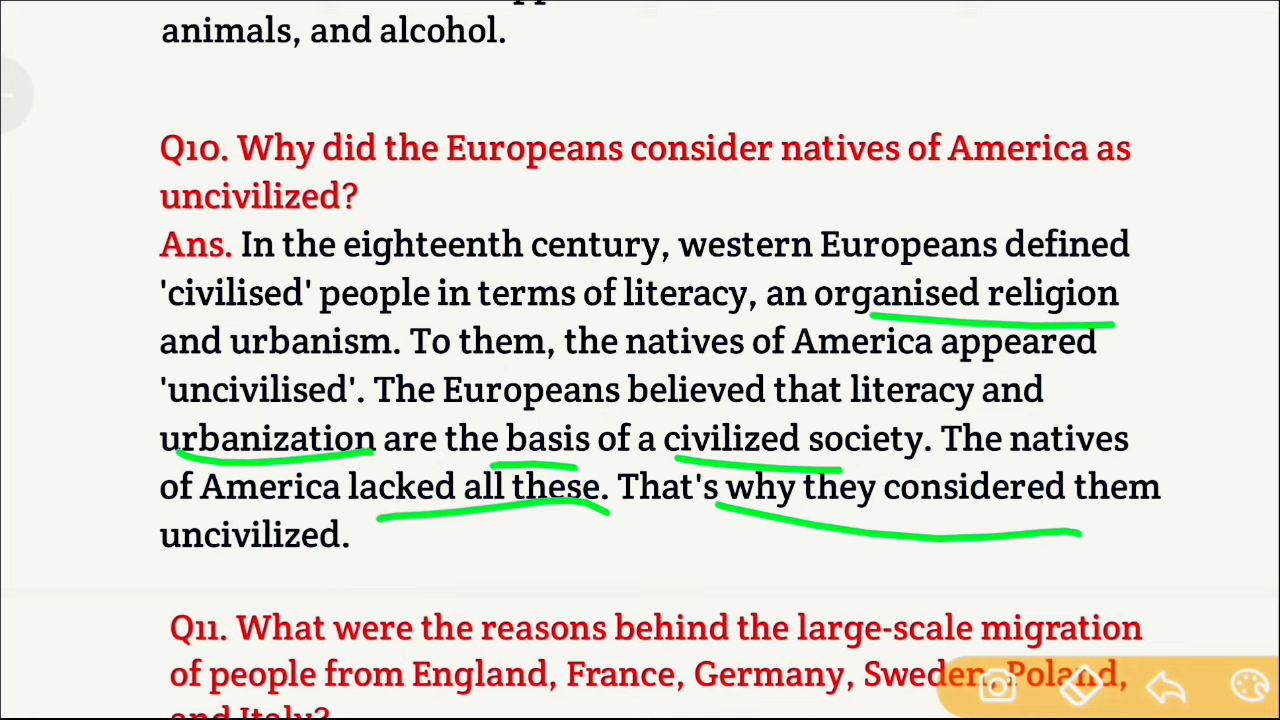 animals, and alcohol.
Q10. Why did the Europeans consider natives of America as
uncivilized?
Ans. In the eighteenth century, western Europeans defined
'civilised' people in terms of literacy, an organised religion
and urbanism. To them, the natives of America appeared
'uncivilised'. The Europeans believed that literacy and
urbanization are the basis of a civilized society. The natives
of America lacked all these. That's why they considered them
uncivilized.
Q11. What were the reasons behind the large-scale migration
of people from England, France, Germany, Sweden, Poland,
and Italy?